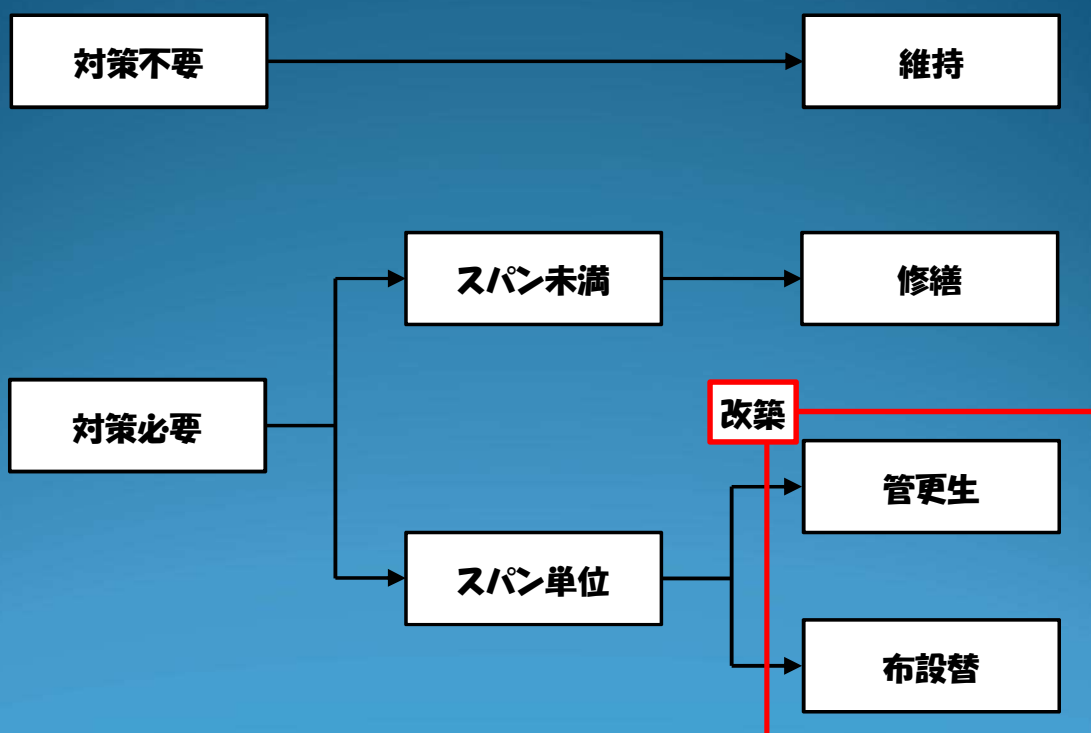 対策不要
維持
スパン未満
修繕
対策必要
改築
管更生
スパン単位
布設替